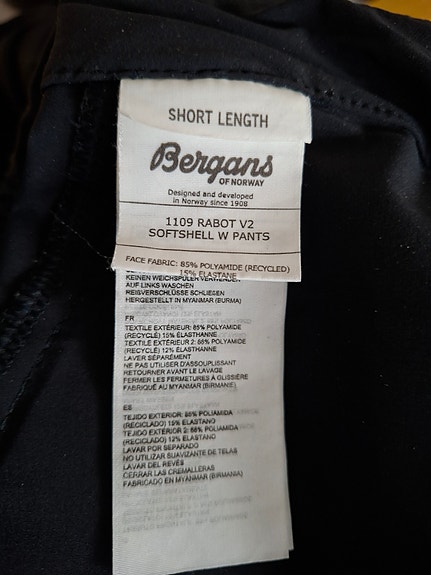 SHORT LENGTH
Bergans
OF NORWAY
Designed and developed
in Norway since 1908
1109 RABOT V2
SOFTSHELL W PANTS
FACE FABRIC: 85% POLYAMIDE (RECYCLED)
15% ELASTANE
KEINEN WEICHSPÜLER VERWENDEN
AUF LINKS WASCHEN
REIßVERSCHLÜSSE SCHLIEßEN
HERGESTELLT IN MYANMAR (BURMA)
FR
TEXTILE EXTÉRIEUR: 85% POLYAMIDE
(RECYCLÉ) 15% ÉLASTHANNE
TEXTILE EXTÉRIEUR 2: 88% POLYAMIDE
(RECYCLÉ) 12% ÉLASTHANNE
LAVER SÉPARÉMENT
NE PAS UTILISER D'ASSOUPLISSANT
RETOURNER AVANT LE LAVAGE
FERMER LES FERMETURES À GLISSIÈRE
FABRIQUÉ AU MYANMAR (BIRMANIE)
ES
TEJIDO EXTERIOR: 85% POLIAMIDA
(RECICLADO) 15% ELASTANO
TEJIDO EXTERIOR 2: 88% POLIAMIDA
(RECICLADO) 12% ELASTANO
LAVAR POR SEPARADO
NO UTILIZAR SUAVIZANTE DE TELAS
LAVAR DEL REVÉS
CERRAR LAS CREMALLERAS
FABRICADO EN MYANMAR (BIRMANIA)